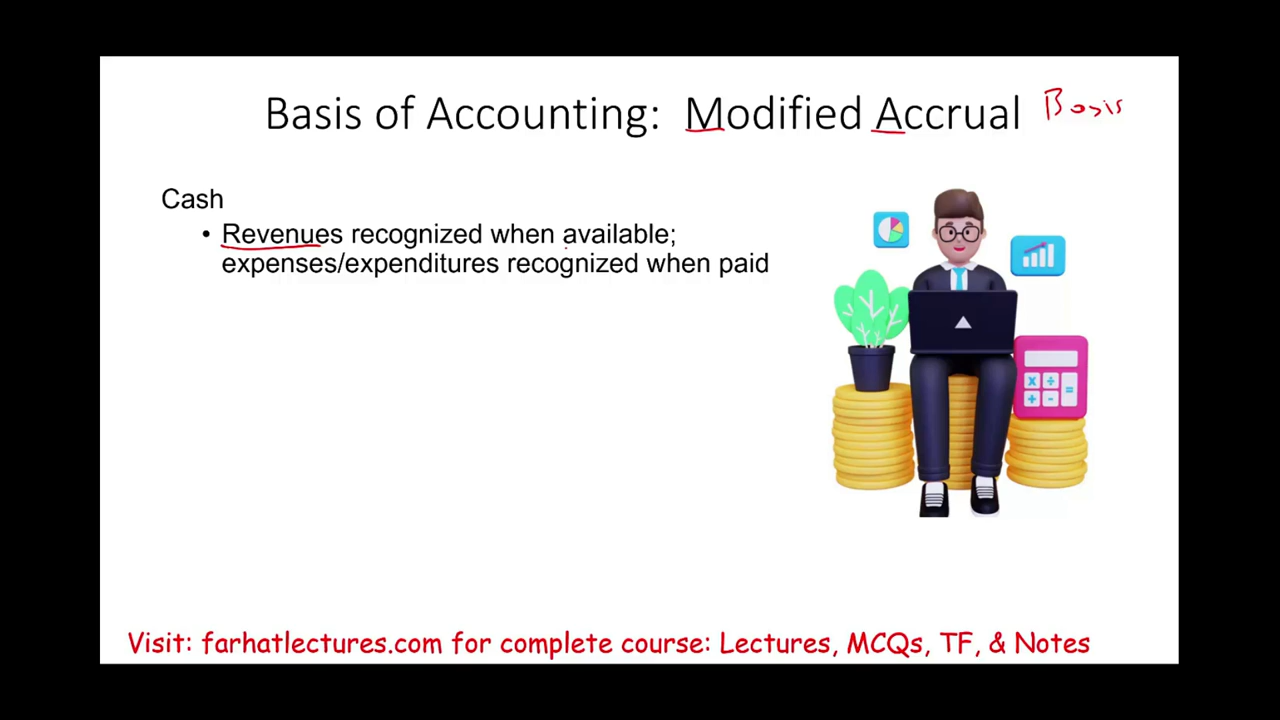 Basis of Accounting: Modified Accrual Basis
Cash
• Revenues recognized when available;
expenses/expenditures recognized when paid
Visit: farhatlectures.com for complete course: Lectures, MCQs, TF, & Notes